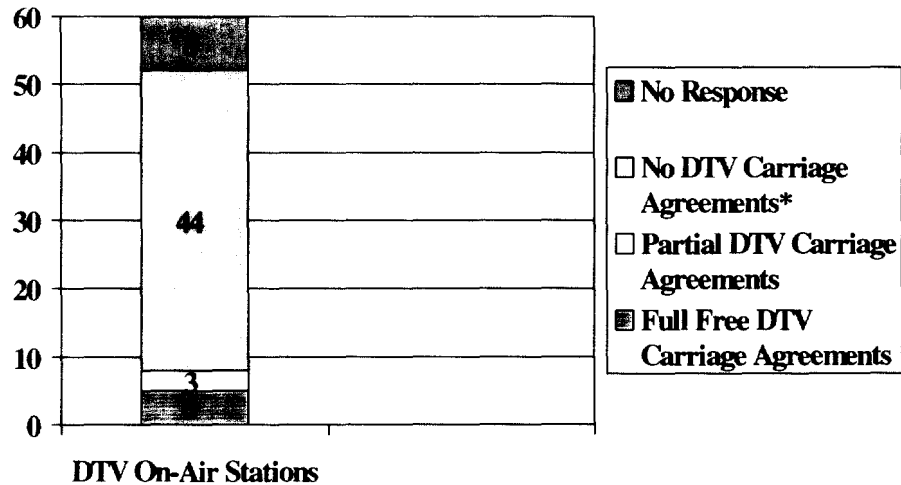 60
50
40
30
20
10
0
44
3
DTV On-Air Stations
No Response
No DTV Carriage
Agreements*
Partial DTV Carriage
Agreements
Full Free DTV
Carriage Agreements